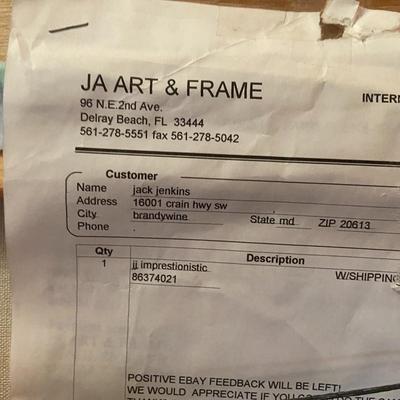 JA ART & FRAME
96 N.E.2nd Ave.
INTERN
Delray Beach, FL 33444
561-278-5551 fax 561-278-5042
Customer
Name jack jenkins
Address 16001 crain hwy sw
City brandywine State md ZIP 20613
Phone .
Qty Description
1 jj imprestionistic W/SHIPPING
86374021
POSITIVE EBAY FEEDBACK WILL BE LEFT!
WE WOULD APPRECIATE IF YOU